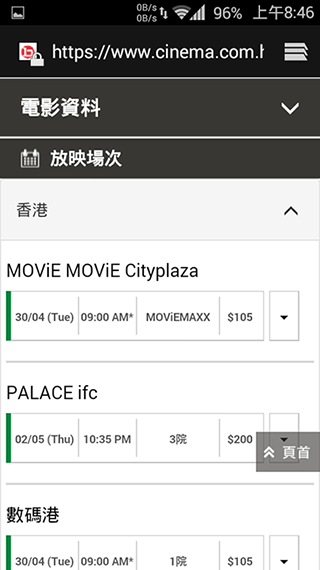 0B/s
0B/s
96% 上午8:46
https://www.cinema.com.h
電影資料
放映場次
香港
MOViE MOViE Cityplaza
30/04 (Tue) 09:00 AM* MOViEMAXX $105
PALACE ifc
02/05 (Thu) 10:35 PM 3院 $200
頁首
數碼港
30/04 (Tue) 09:00 AM* 1院 $105